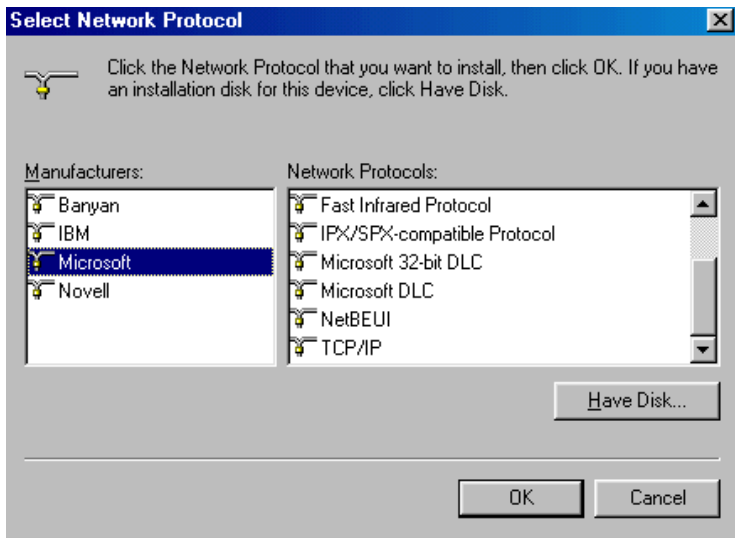 Select Network Protocol
Click the Network Protocol that you want to install, then click OK. If you have
an installation disk for this device, click Have Disk.
Manufacturers:
Banyan
IBM
Microsoft
Novell
Network Protocols:
Fast Infrared Protocol
IPX/SPX-compatible Protocol
Microsoft 32-bit DLC
Microsoft DLC
NetBEUI
TCP/IP
Have Disk...
OK
Cancel